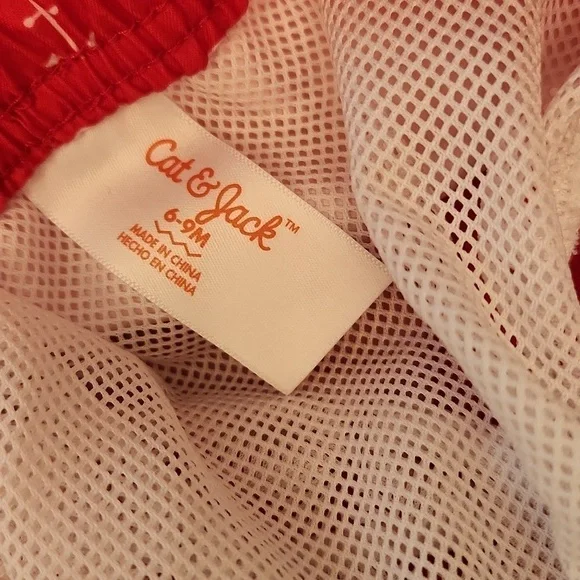 Cat & Jack™
6-9M
MADE IN CHINA
HECHO EN CHINA